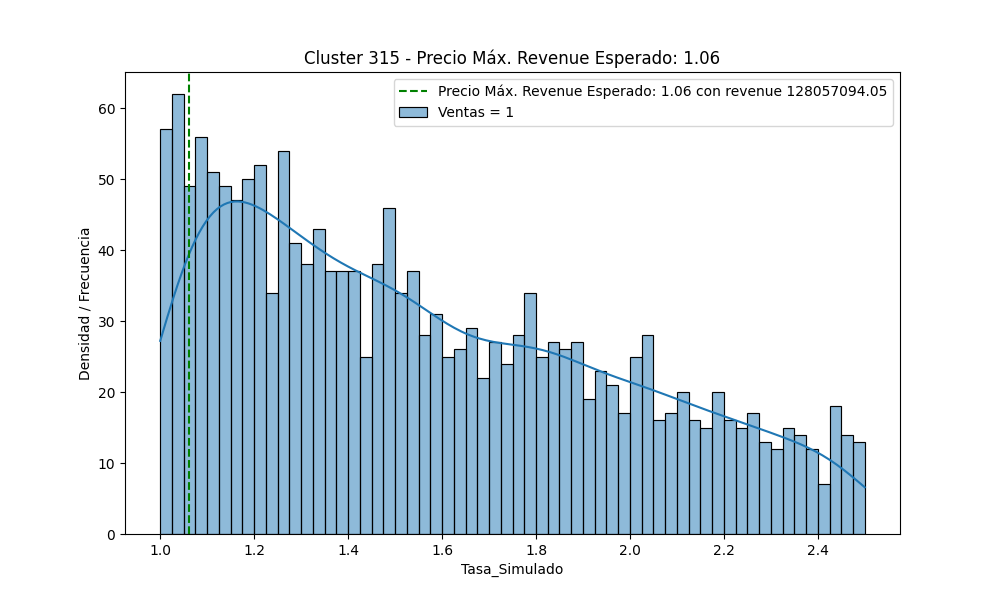 Cluster 315 - Precio Máx. Revenue Esperado: 1.06
Precio Máx. Revenue Esperado: 1.06 con revenue 128057094.05
Ventas = 1
Densidad / Frecuencia
60
50
40
30
20
10
0
1.0 1.2 1.4 1.6 1.8 2.0 2.2 2.4
Tasa_Simulado